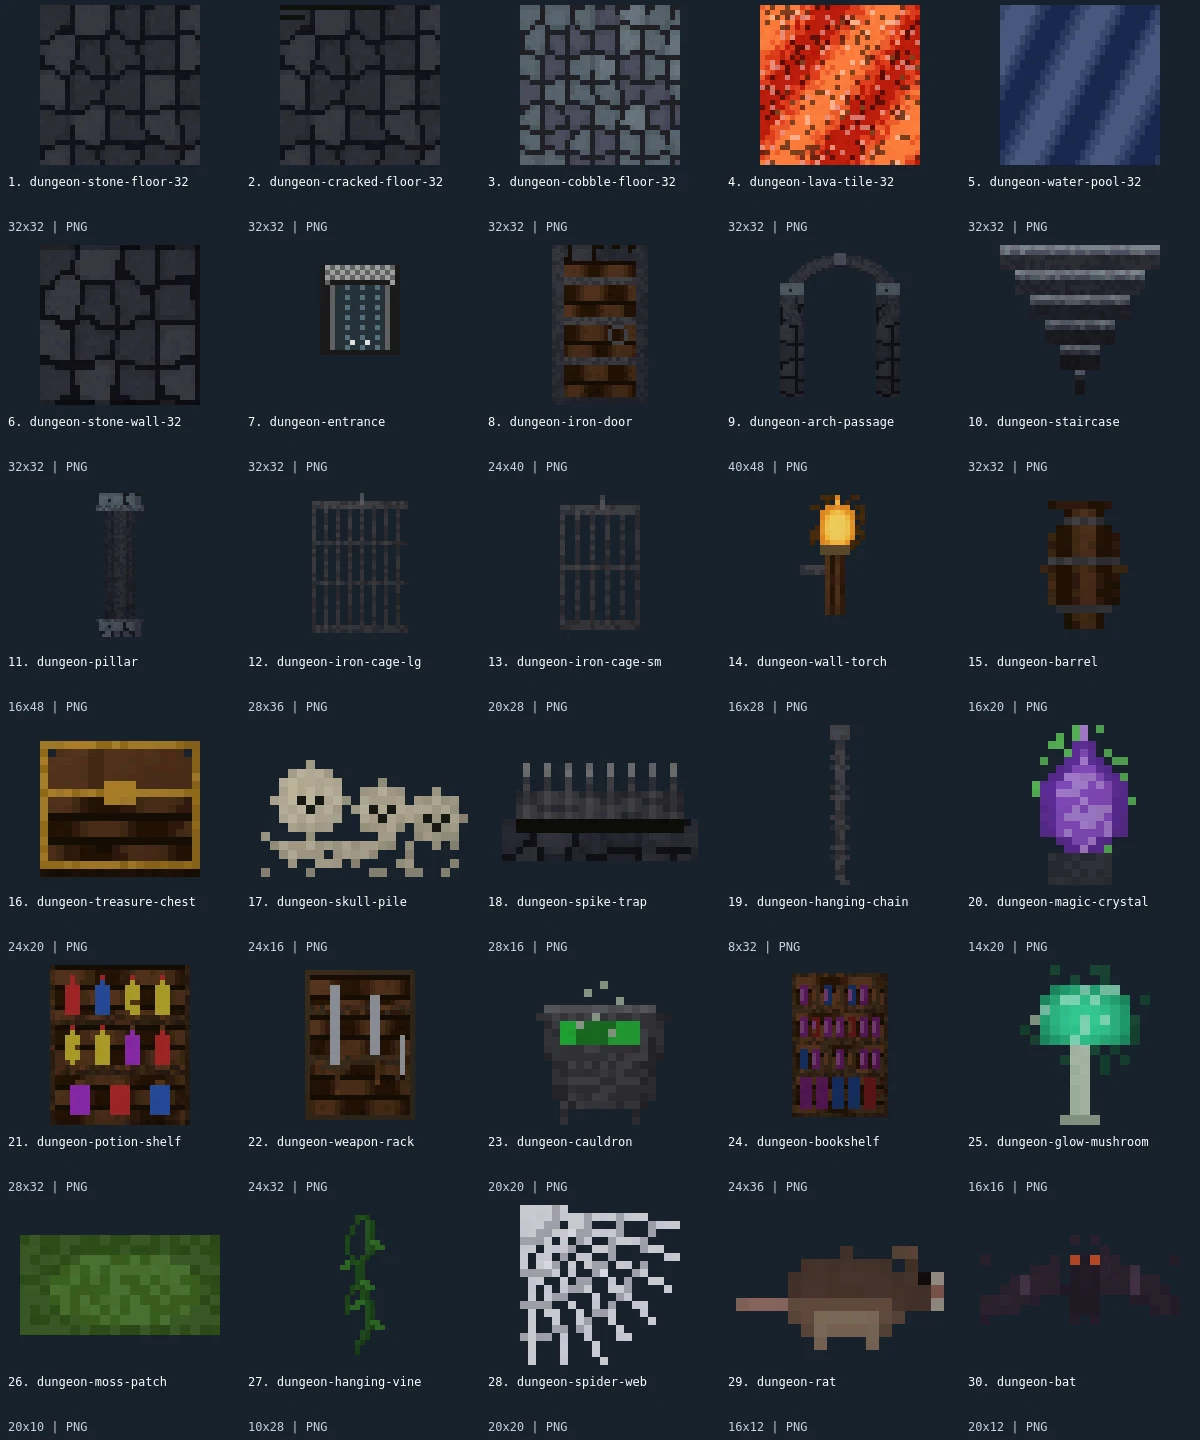 1. dungeon-stone-floor-32
2. dungeon-cracked-floor-32
3. dungeon-cobble-floor-32
4. dungeon-lava-tile-32
5. dungeon-water-pool-32
32x32 | PNG
32x32 | PNG
32x32 | PNG
32x32 | PNG
32x32 | PNG
6. dungeon-stone-wall-32
7. dungeon-entrance
8. dungeon-iron-door
9. dungeon-arch-passage
10. dungeon-staircase
32x32 | PNG
32x32 | PNG
24x40 | PNG
40x48 | PNG
32x32 | PNG
11. dungeon-pillar
12. dungeon-iron-cage-lg
13. dungeon-iron-cage-sm
14. dungeon-wall-torch
15. dungeon-barrel
16x48 | PNG
28x36 | PNG
20x28 | PNG
16x28 | PNG
16x20 | PNG
16. dungeon-treasure-chest
17. dungeon-skull-pile
18. dungeon-spike-trap
19. dungeon-hanging-chain
20. dungeon-magic-crystal
24x20 | PNG
24x16 | PNG
28x16 | PNG
8x32 | PNG
14x20 | PNG
21. dungeon-potion-shelf
22. dungeon-weapon-rack
23. dungeon-cauldron
24. dungeon-bookshelf
25. dungeon-glow-mushroom
28x32 | PNG
24x32 | PNG
20x20 | PNG
24x36 | PNG
16x16 | PNG
26. dungeon-moss-patch
27. dungeon-hanging-vine
28. dungeon-spider-web
29. dungeon-rat
30. dungeon-bat
20x10 | PNG
10x28 | PNG
20x20 | PNG
16x12 | PNG
20x12 | PNG